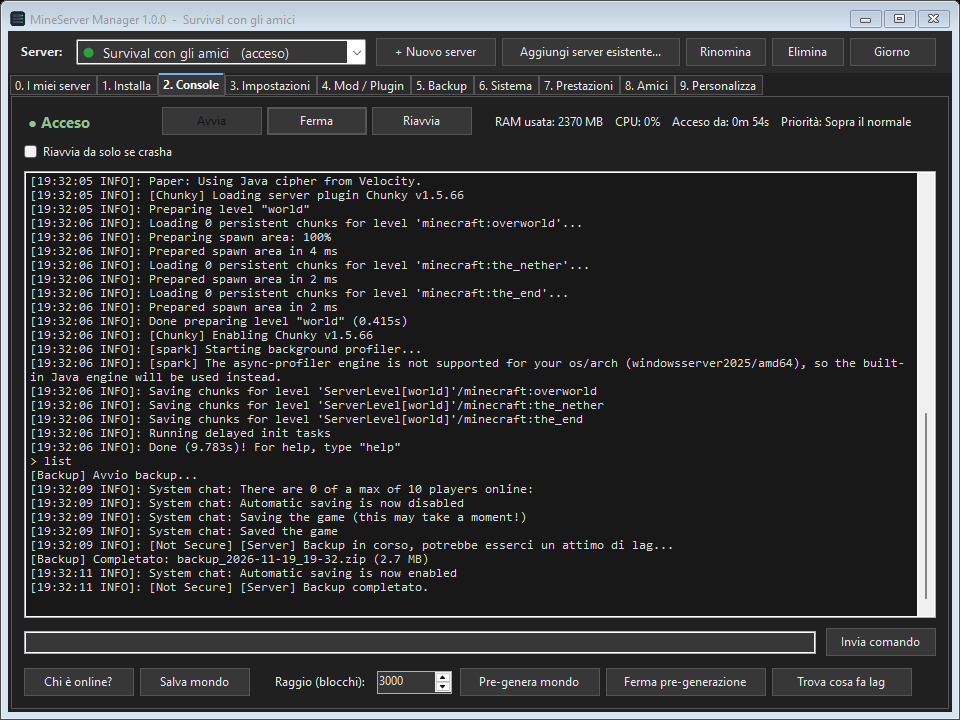 MineServer Manager 1.0.0 - Survival con gli amici
Server: Survival con gli amici (acceso) + Nuovo server Aggiungi server esistente... Rinomina Elimina Giorno
0. I miei server 1. Installa 2. Console 3. Impostazioni 4. Mod / Plugin 5. Backup 6. Sistema 7. Prestazioni 8. Amici 9. Personalizza
● Acceso Avvia Ferma Riavvia RAM usata: 2370 MB CPU: 0% Acceso da: 0m 54s Priorità: Sopra il normale
Riavvia da solo se crasha
[19:32:05 INFO]: Paper: Using Java cipher from Velocity.
[19:32:05 INFO]: [Chunky] Loading server plugin Chunky v1.5.66
[19:32:05 INFO]: Preparing level "world"
[19:32:06 INFO]: Loading 0 persistent chunks for level 'minecraft:overworld'...
[19:32:06 INFO]: Preparing spawn area: 100%
[19:32:06 INFO]: Prepared spawn area in 4 ms
[19:32:06 INFO]: Loading 0 persistent chunks for level 'minecraft:the_nether'...
[19:32:06 INFO]: Prepared spawn area in 2 ms
[19:32:06 INFO]: Loading 0 persistent chunks for level 'minecraft:the_end'...
[19:32:06 INFO]: Prepared spawn area in 2 ms
[19:32:06 INFO]: Done preparing level "world" (0.415s)
[19:32:06 INFO]: [Chunky] Enabling Chunky v1.5.66
[19:32:06 INFO]: [spark] Starting background profiler...
[19:32:06 INFO]: [spark] The async-profiler engine is not supported for your os/arch (windowsserver2025/amd64), so the built-
in Java engine will be used instead.
[19:32:06 INFO]: Saving chunks for level 'ServerLevel[world]'/minecraft:overworld
[19:32:06 INFO]: Saving chunks for level 'ServerLevel[world]'/minecraft:the_nether
[19:32:06 INFO]: Saving chunks for level 'ServerLevel[world]'/minecraft:the_end
[19:32:06 INFO]: Running delayed init tasks
[19:32:06 INFO]: Done (9.783s)! For help, type "help"
> list
[Backup] Avvio backup...
[19:32:09 INFO]: System chat: There are 0 of a max of 10 players online:
[19:32:09 INFO]: System chat: Automatic saving is now disabled
[19:32:09 INFO]: System chat: Saving the game (this may take a moment!)
[19:32:09 INFO]: System chat: Saved the game
[19:32:09 INFO]: [Not Secure] [Server] Backup in corso, potrebbe esserci un attimo di lag...
[Backup] Completato: backup_2026-11-19_19-32.zip (2.7 MB)
[19:32:11 INFO]: System chat: Automatic saving is now enabled
[19:32:11 INFO]: [Not Secure] [Server] Backup completato.
Invia comando
Chi è online? Salva mondo Raggio (blocchi): 3000 Pre-genera mondo Ferma pre-generazione Trova cosa fa lag